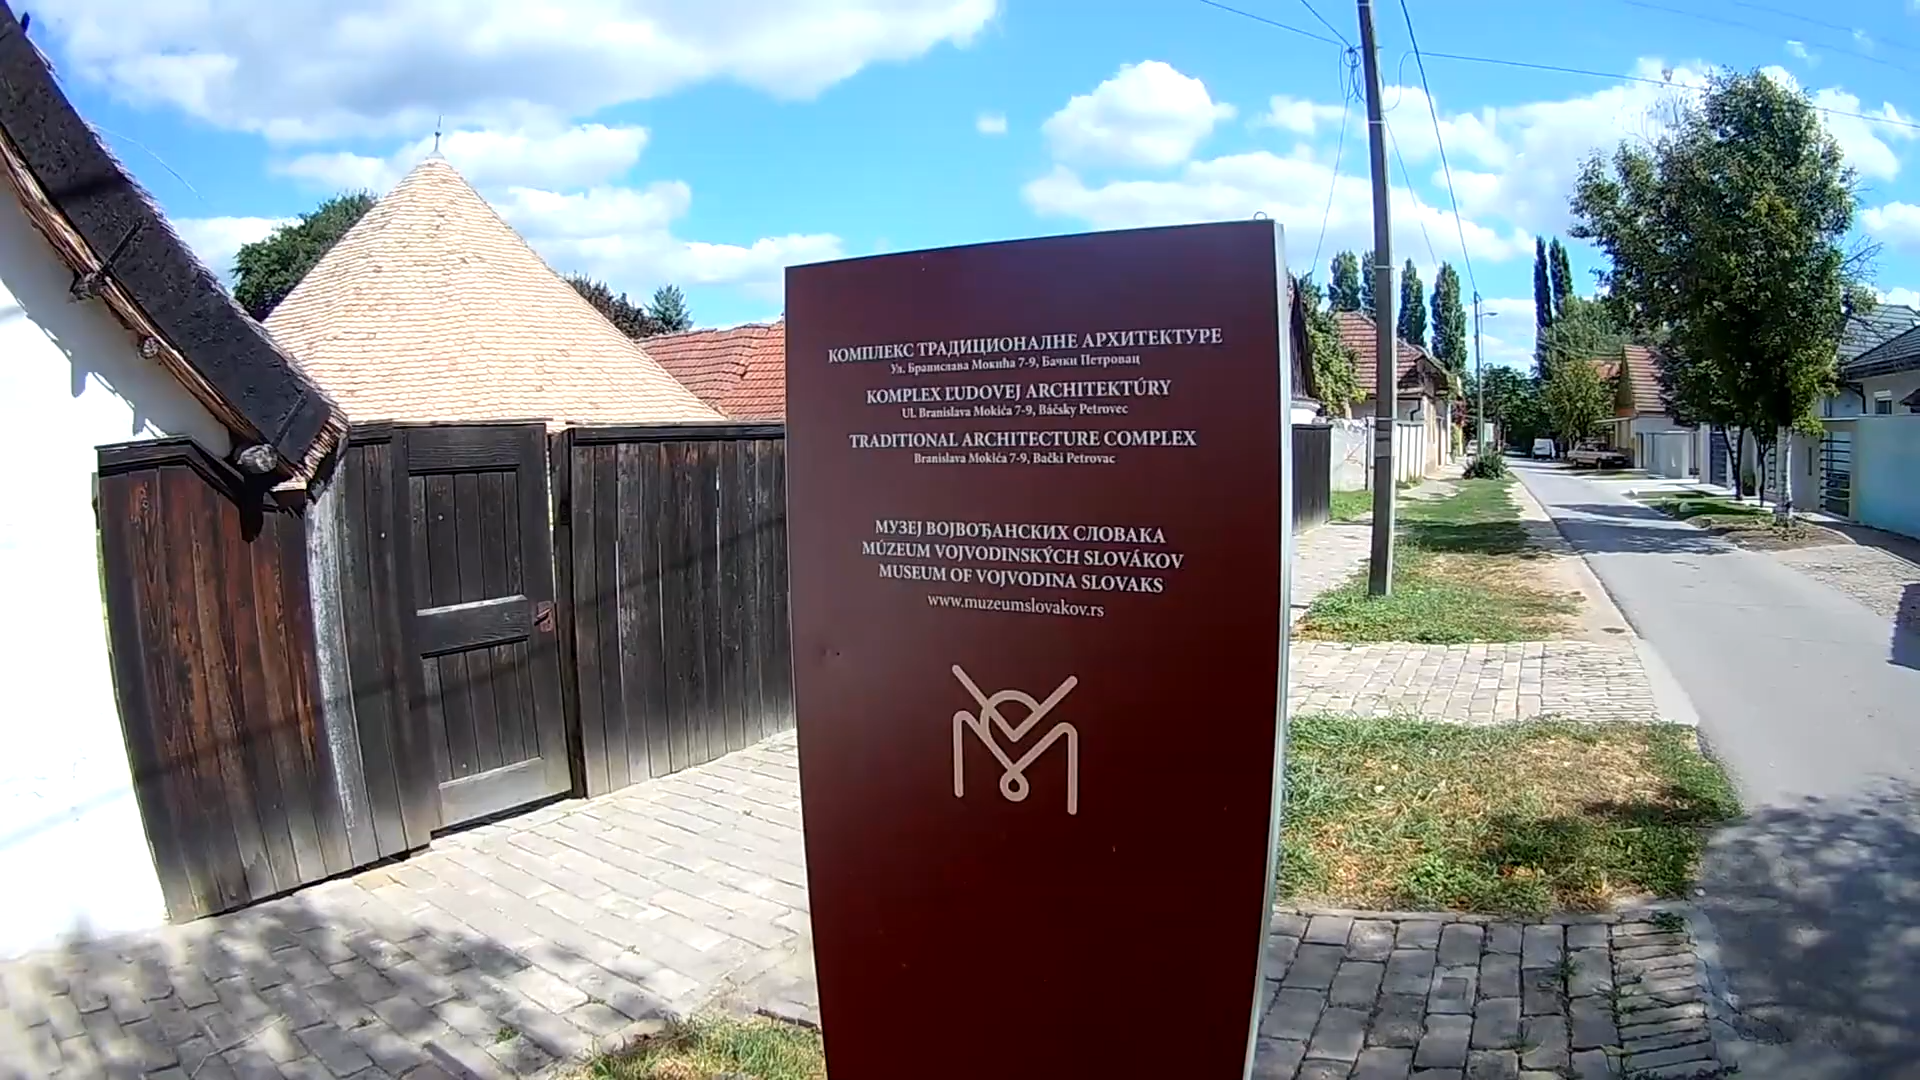 КОМПЛЕКС ТРАДИЦИОНАЛНЕ АРХИТЕКТУРЕ
Ул. Бранислава Мокића 7-9, Бачки Петровац
KOMPLEX ĽUDOVEJ ARCHITEKTÚRY
Ul. Branislava Mokića 7-9, Báčsky Petrovec
TRADITIONAL ARCHITECTURE COMPLEX
Branislava Mokića 7-9, Bački Petrovac
МУЗЕЈ ВОЈВОЂАНСКИХ СЛОВАКА
MÚZEUM VOJVODINSKÝCH SLOVÁKOV
MUSEUM OF VOJVODINA SLOVAKS
www.muzeumslovakov.rs